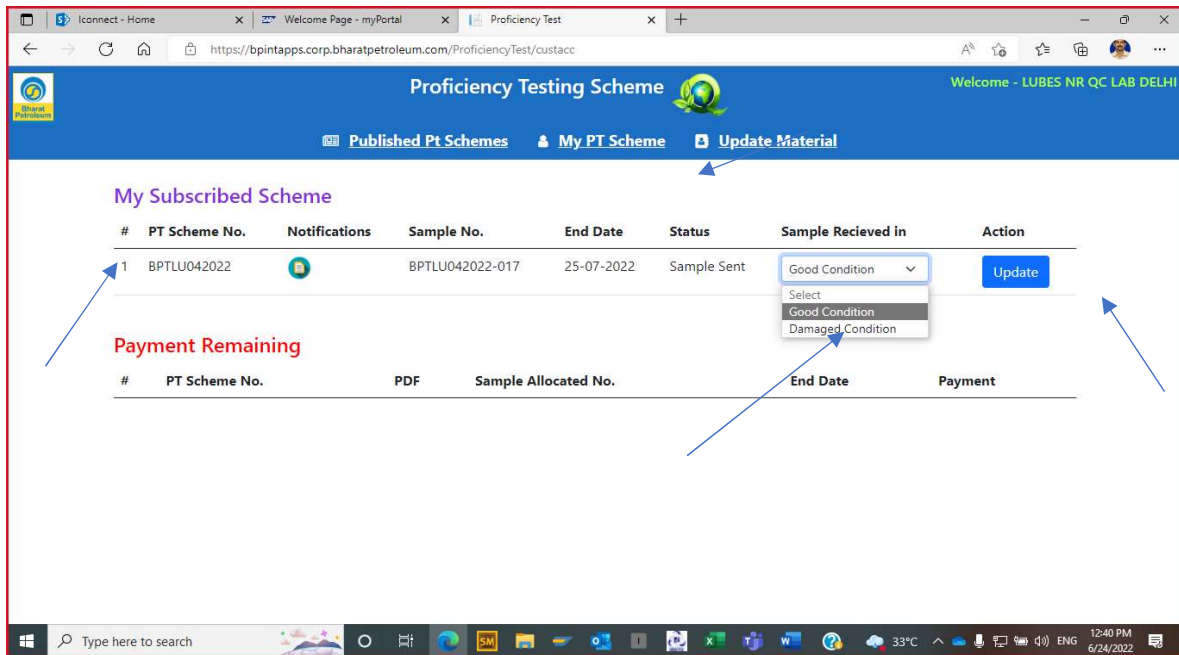 Iconnect - Home
Welcome Page - myPortal
Proficiency Test
https://bpintapps.corp.bharatpetroleum.com/ProficiencyTest/custacc
Bharat Petroleum
Proficiency Testing Scheme
Welcome - LUBES NR QC LAB DELHI
Published Pt Schemes My PT Scheme Update Material
My Subscribed Scheme
# PT Scheme No. Notifications Sample No. End Date Status Sample Recieved in Action
1 BPTLU042022 BPTLU042022-017 25-07-2022 Sample Sent Good Condition Update
Select
Good Condition
Damaged Condition
Payment Remaining
# PT Scheme No. PDF Sample Allocated No. End Date Payment
Type here to search 33°C ENG 12:40 PM
6/24/2022